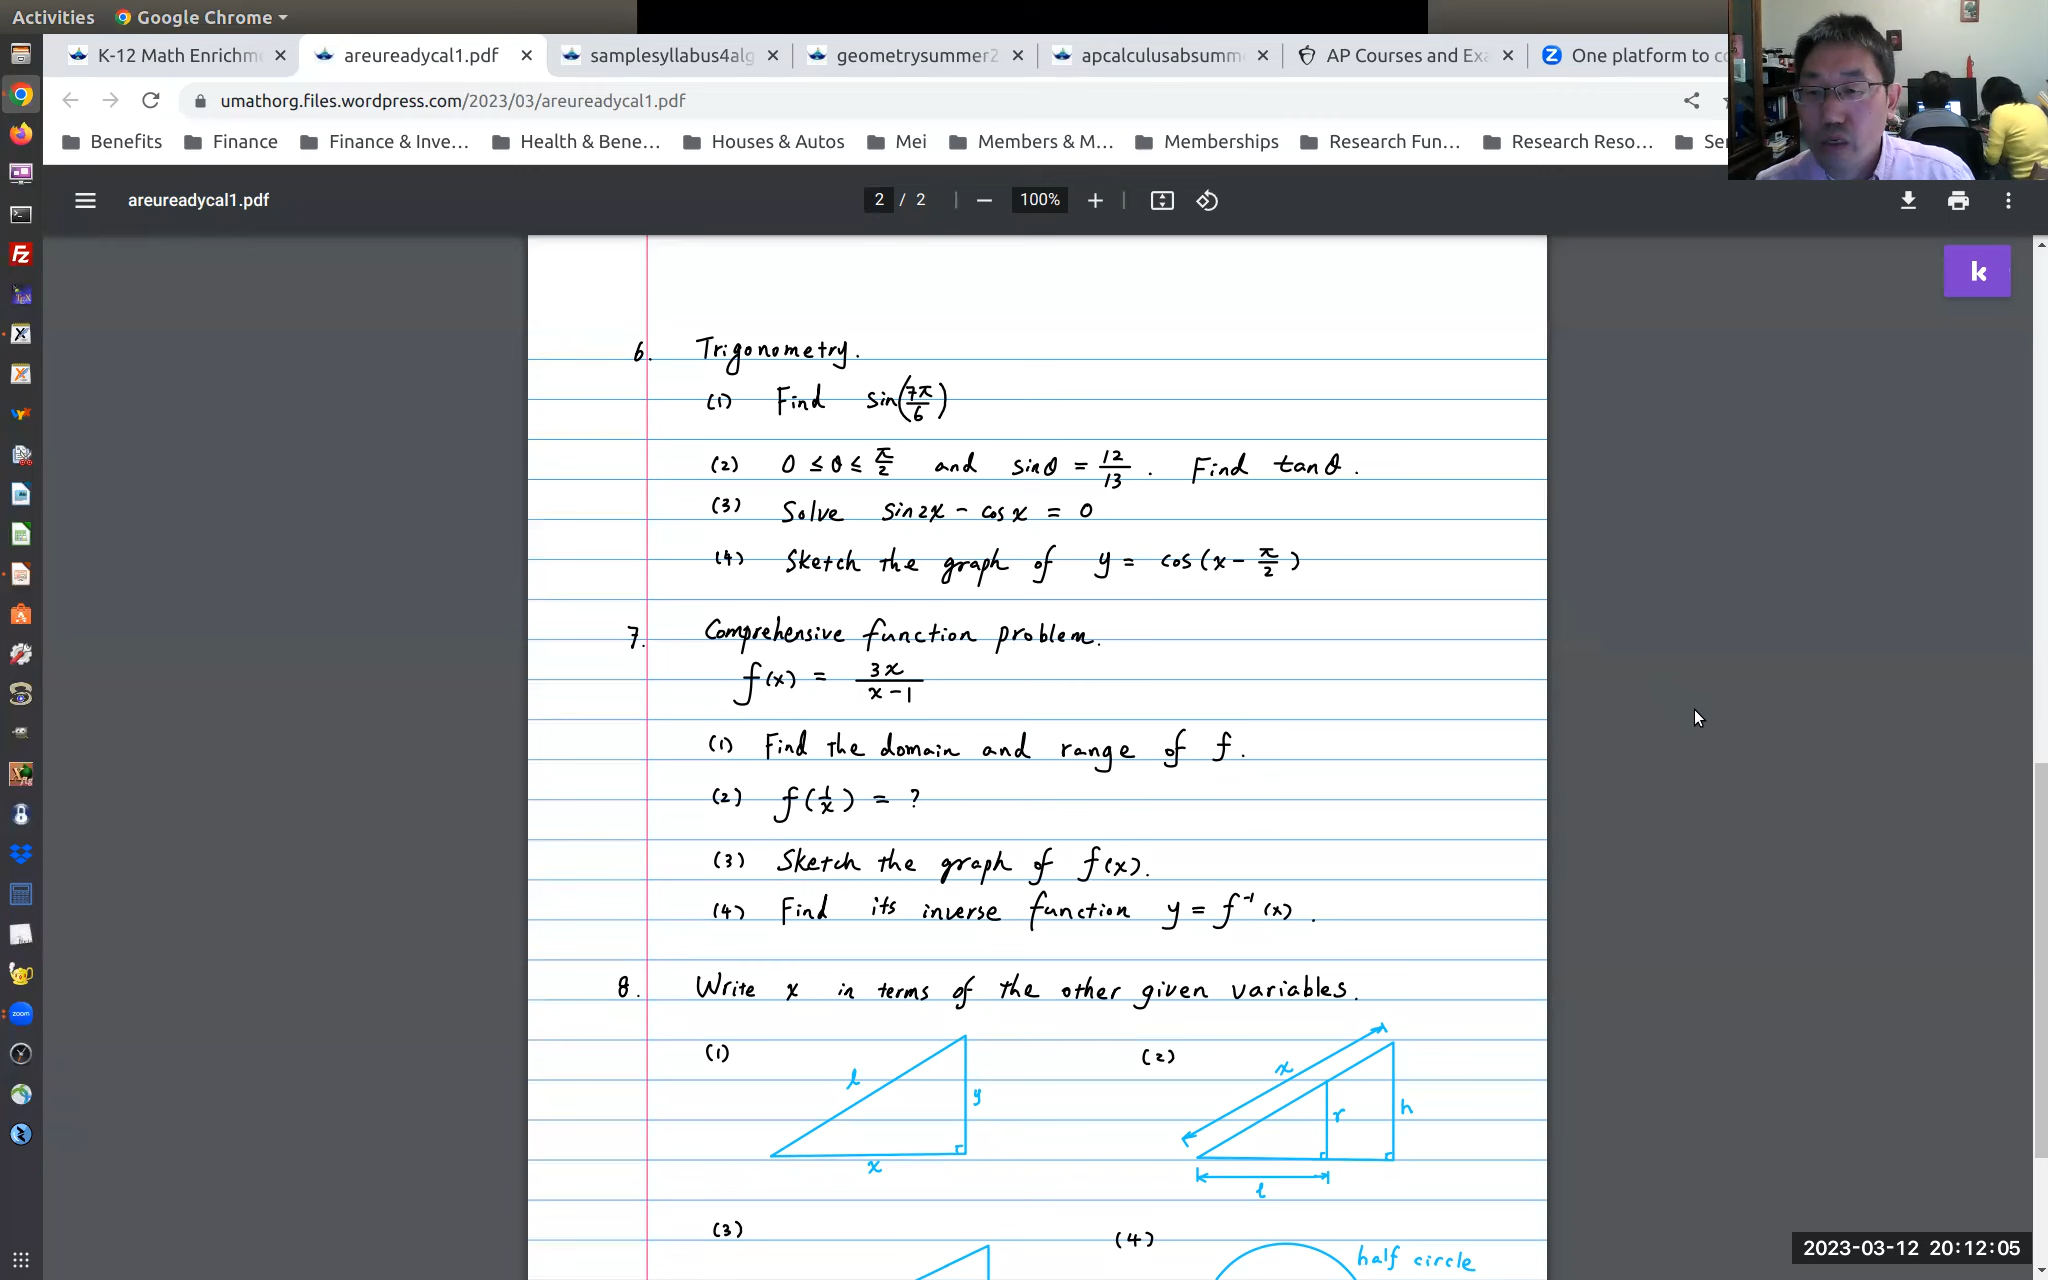 Activities Google Chrome
K-12 Math Enrichm areureadycal1.pdf samplesyllabus4alg geometrysummer2 apcalculusabsumm AP Courses and Exa One platform to co
umathorg.files.wordpress.com/2023/03/areureadycal1.pdf
Benefits Finance Finance & Inve... Health & Bene... Houses & Autos Mei Members & M... Memberships Research Fun... Research Reso... Ser
areureadycal1.pdf 2 / 2 100%
k
6. Trigonometry.
(1) Find sin(7π/6)
(2) 0 ≤ θ ≤ π/2 and sinθ = 12/13 . Find tanθ.
(3) Solve sin2x - cosx = 0
(4) Sketch the graph of y = cos(x - π/2)
7. Comprehensive function problem.
f(x) = 3x/x-1
(1) Find the domain and range of f.
(2) f(1/x) = ?
(3) Sketch the graph of f(x).
(4) Find its inverse function y = f⁻¹(x).
8. Write x in terms of the other given variables.
(1) l y x
(2) x r h l
(3)
(4) half circle
2023-03-12 20:12:05